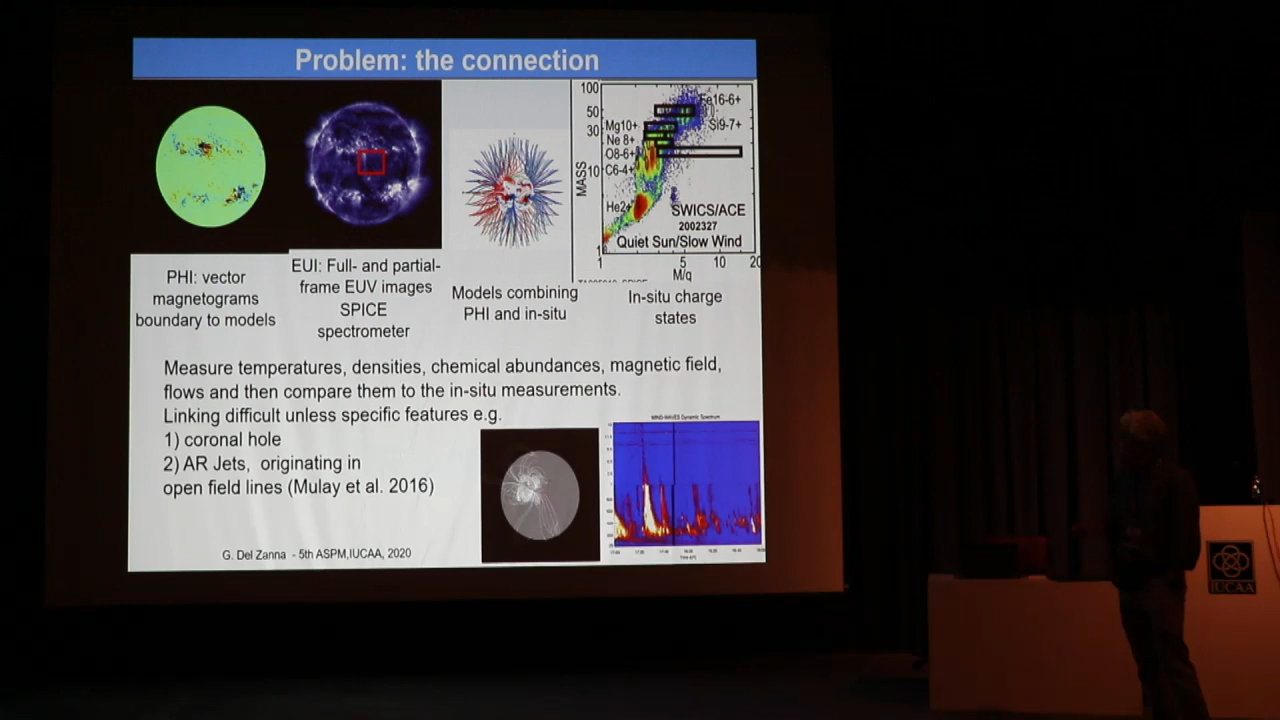 Problem: the connection
100
50
30
10
1
MASS
Fe16-6+
Mg10+
Si9-7+
Ne 8+
O8-6+
C6-4+
He2+
SWICS/ACE
2002327
Quiet Sun/Slow Wind
1
5
10
20
M/q
PHI: vector
magnetograms
boundary to models
EUI: Full- and partial-
frame EUV images
SPICE
spectrometer
Models combining
PHI and in-situ
In-situ charge
states
Measure temperatures, densities, chemical abundances, magnetic field,
flows and then compare them to the in-situ measurements.
Linking difficult unless specific features e.g.
1) coronal hole
2) AR Jets, originating in
open field lines (Mulay et al. 2016)
WIND-WAVES Dynamic Spectrum
G. Del Zanna - 5th ASPM,IUCAA, 2020
IUCAA